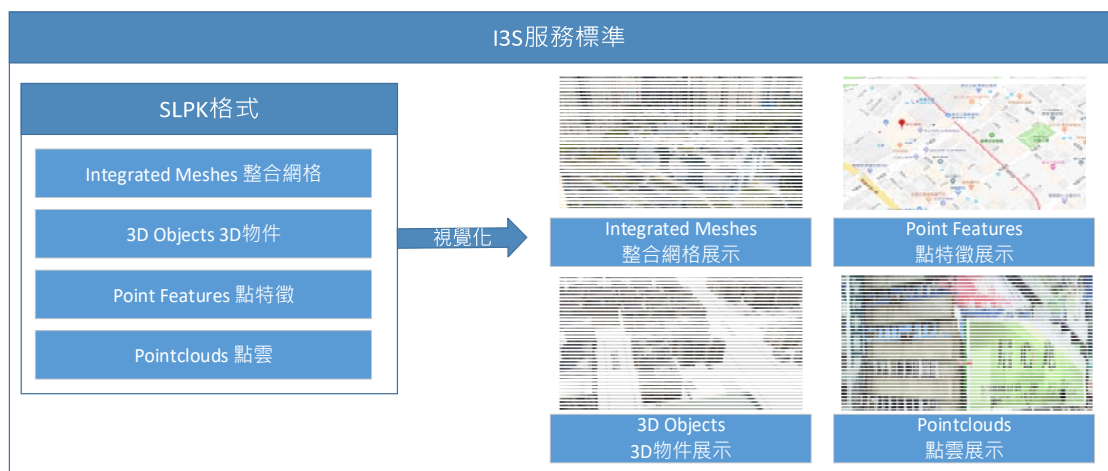 I3S服務標準
SLPK格式
Integrated Meshes 整合網格
3D Objects 3D物件
Point Features 點特徵
Pointclouds 點雲
視覺化
Integrated Meshes
整合網格展示
Point Features
點特徵展示
3D Objects
3D物件展示
Pointclouds
點雲展示